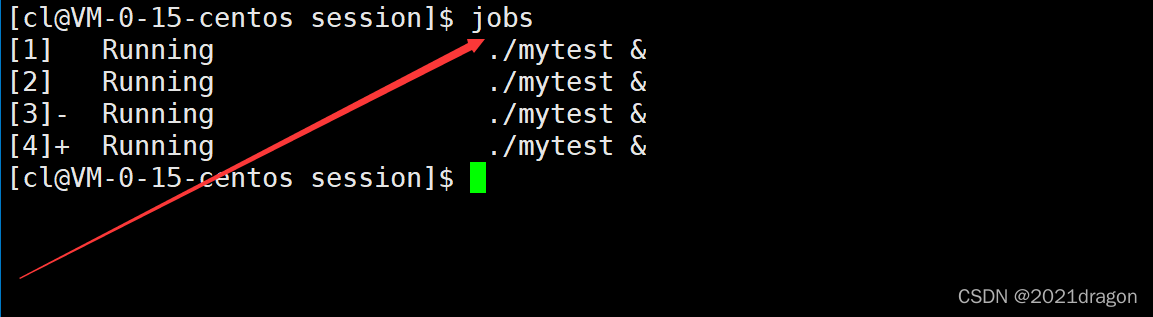 [cl@VM-0-15-centos session]$ jobs
[1]   Running                 ./mytest &
[2]   Running                 ./mytest &
[3]-  Running                 ./mytest &
[4]+  Running                 ./mytest &
[cl@VM-0-15-centos session]$
CSDN @2021dragon